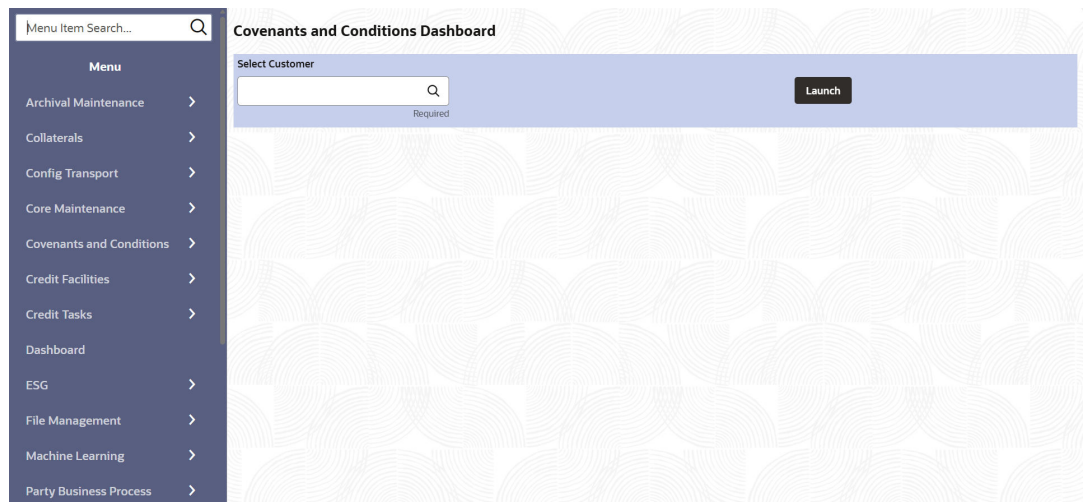 Menu Item Search...
Menu
Archival Maintenance
Collaterals
Config Transport
Core Maintenance
Covenants and Conditions
Credit Facilities
Credit Tasks
Dashboard
ESG
File Management
Machine Learning
Party Business Process
Covenants and Conditions Dashboard
Select Customer
Required
Launch